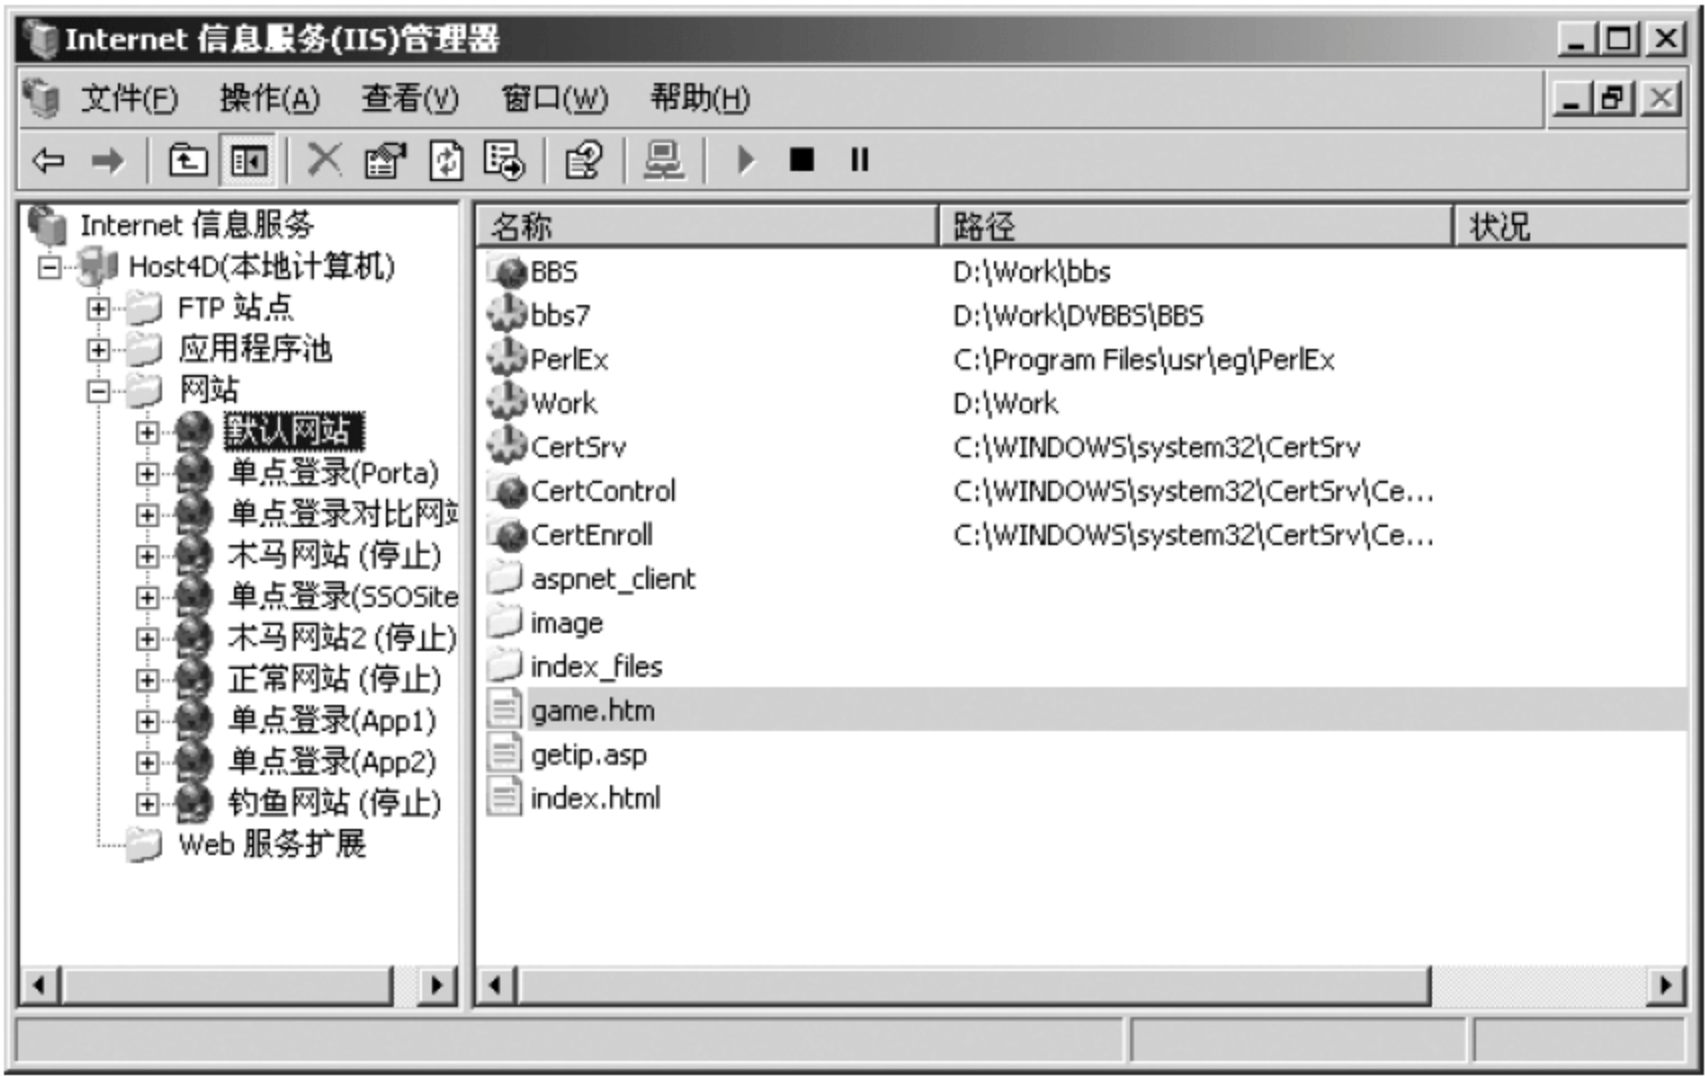 Internet 信息服务(IIS)管理器
文件(F) 操作(A) 查看(V) 窗口(W) 帮助(H)
Internet 信息服务
Host4D(本地计算机)
FTP 站点
应用程序池
网站
默认网站
单点登录(Porta)
单点登录对比网站
木马网站 (停止)
单点登录(SSOSite
木马网站2 (停止)
正常网站 (停止)
单点登录(App1)
单点登录(App2)
钓鱼网站 (停止)
Web 服务扩展
名称 路径 状况
BBS D:\Work\bbs
bbs7 D:\Work\DVBBS\BBS
PerlEx C:\Program Files\usr\eg\PerlEx
Work D:\Work
CertSrv C:\WINDOWS\system32\CertSrv
CertControl C:\WINDOWS\system32\CertSrv\Ce...
CertEnroll C:\WINDOWS\system32\CertSrv\Ce...
aspnet_client
image
index_files
game.htm
getip.asp
index.html